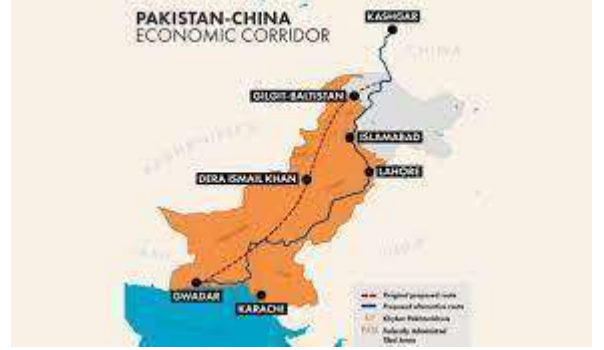 PAKISTAN-CHINA
ECONOMIC CORRIDOR
KASHGAR
CHINA
GILGIT-BALTISTAN
ISLAMABAD
LAHORE
DERA ISMAIL KHAN
GWADAR
KARACHI
Original proposed route
Proposed alternative route
Khyber Pakhtunkhwa
Federally Administered
Tribal Areas